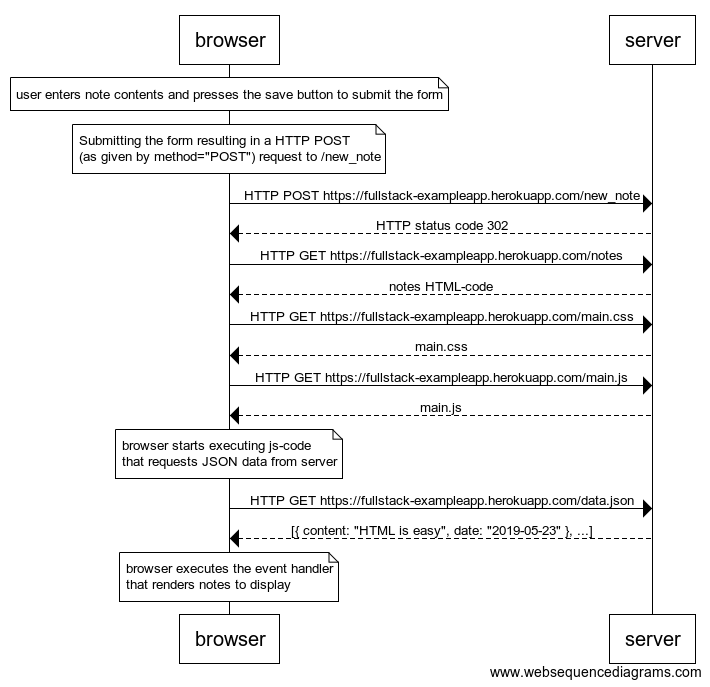 browser server
user enters note contents and presses the save button to submit the form
Submitting the form resulting in a HTTP POST
(as given by method="POST") request to /new_note
HTTP POST https://fullstack-exampleapp.herokuapp.com/new_note
HTTP status code 302
HTTP GET https://fullstack-exampleapp.herokuapp.com/notes
notes HTML-code
HTTP GET https://fullstack-exampleapp.herokuapp.com/main.css
main.css
HTTP GET https://fullstack-exampleapp.herokuapp.com/main.js
main.js
browser starts executing js-code
that requests JSON data from server
HTTP GET https://fullstack-exampleapp.herokuapp.com/data.json
[{ content: "HTML is easy", date: "2019-05-23" }, ...]
browser executes the event handler
that renders notes to display
browser server
www.websequencediagrams.com